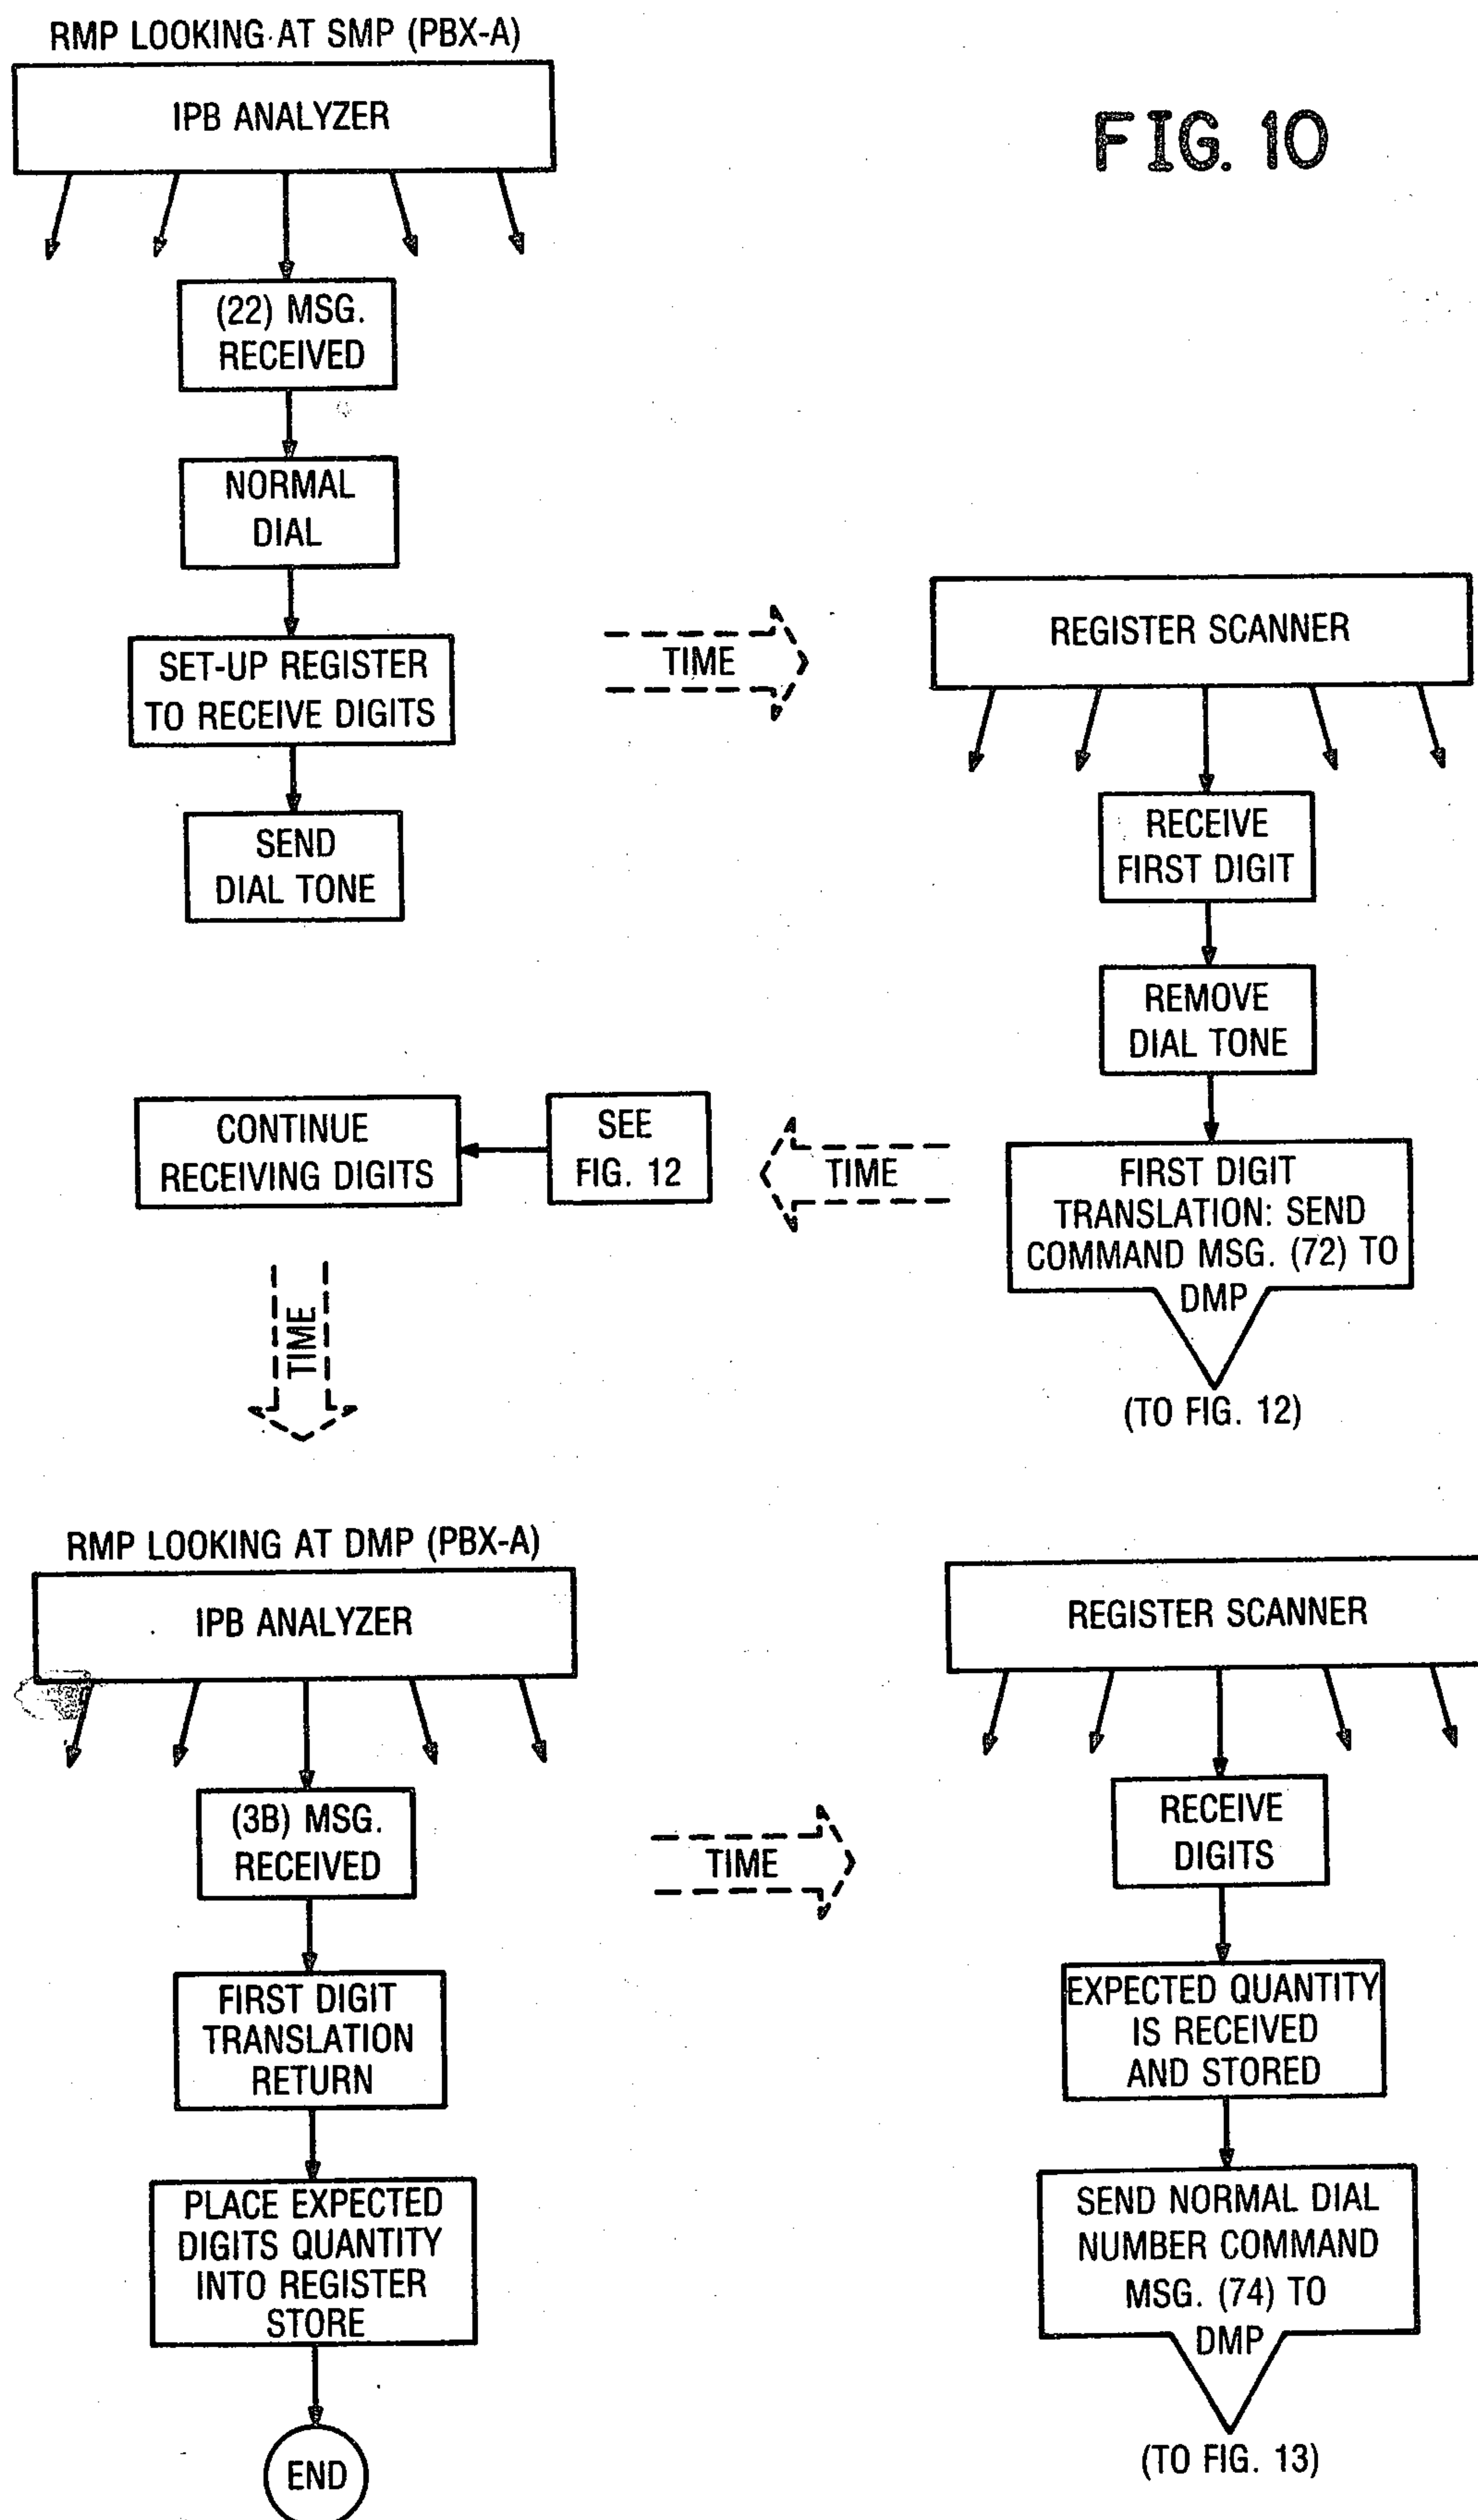 RMP LOOKING AT SMP (PBX-A)
IPB ANALYZER
FIG. 10
(22) MSG.
RECEIVED
NORMAL
DIAL
SET-UP REGISTER
TO RECEIVE DIGITS
SEND
DIAL TONE
TIME
REGISTER SCANNER
RECEIVE
FIRST DIGIT
REMOVE
DIAL TONE
FIRST DIGIT
TRANSLATION: SEND
COMMAND MSG. (72) TO
DMP
(TO FIG. 12)
TIME
SEE
FIG. 12
CONTINUE
RECEIVING DIGITS
TIME
RMP LOOKING AT DMP (PBX-A)
IPB ANALYZER
(3B) MSG.
RECEIVED
FIRST DIGIT
TRANSLATION
RETURN
PLACE EXPECTED
DIGITS QUANTITY
INTO REGISTER
STORE
END
TIME
REGISTER SCANNER
RECEIVE
DIGITS
EXPECTED QUANTITY
IS RECEIVED
AND STORED
SEND NORMAL DIAL
NUMBER COMMAND
MSG. (74) TO
DMP
(TO FIG. 13)